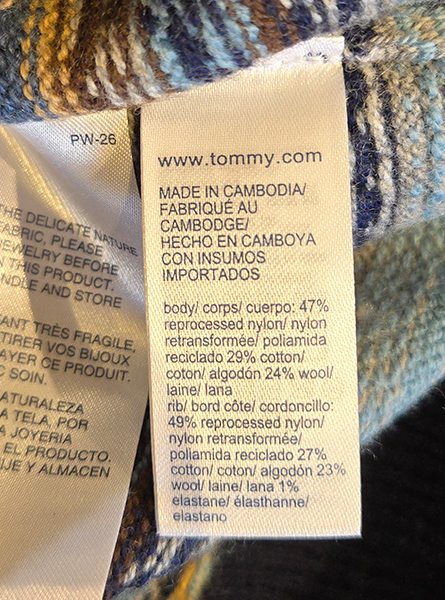 PW-26
THE DELICATE NATURE
FABRIC, PLEASE
JEWELRY BEFORE
N THIS PRODUCT.
NDLE AND STORE
ANT TRÈS FRAGILE,
TIRER VOS BIJOUX
AYER CE PRODUIT.
C SOIN.
ATURALEZA
A TELA, POR
A JOYERIA
EL PRODUCTO.
JE Y ALMACEN
www.tommy.com
MADE IN CAMBODIA/
FABRIQUÉ AU
CAMBODGE/
HECHO EN CAMBOYA
CON INSUMOS
IMPORTADOS
body/ corps/ cuerpo: 47%
reprocessed nylon/ nylon
retransformée/ poliamida
reciclado 29% cotton/
coton/ algodón 24% wool/
laine/ lana
rib/ bord côte/ cordoncillo:
49% reprocessed nylon/
nylon retransformée/
poliamida reciclado 27%
cotton/ coton/ algodón 23%
wool/ laine/ lana 1%
elastane/ élasthanne/
elastano